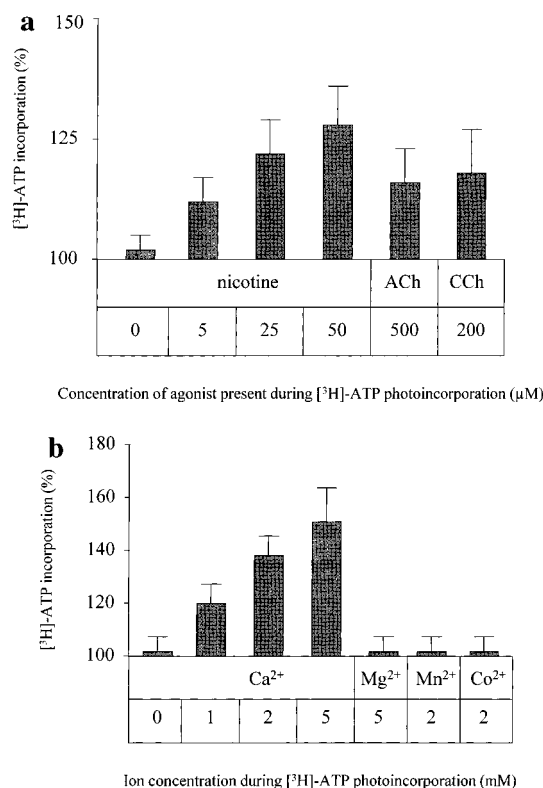 a
150
125
100
[³H]-ATP incorporation (%)
nicotine ACh CCh
0 5 25 50 500 200
Concentration of agonist present during [³H]-ATP photoincorporation (µM)
b
180
160
140
120
100
[³H]-ATP incorporation (%)
Ca²⁺ Mg²⁺ Mn²⁺ Co²⁺
0 1 2 5 5 2 2
Ion concentration during [³H]-ATP photoincorporation (mM)